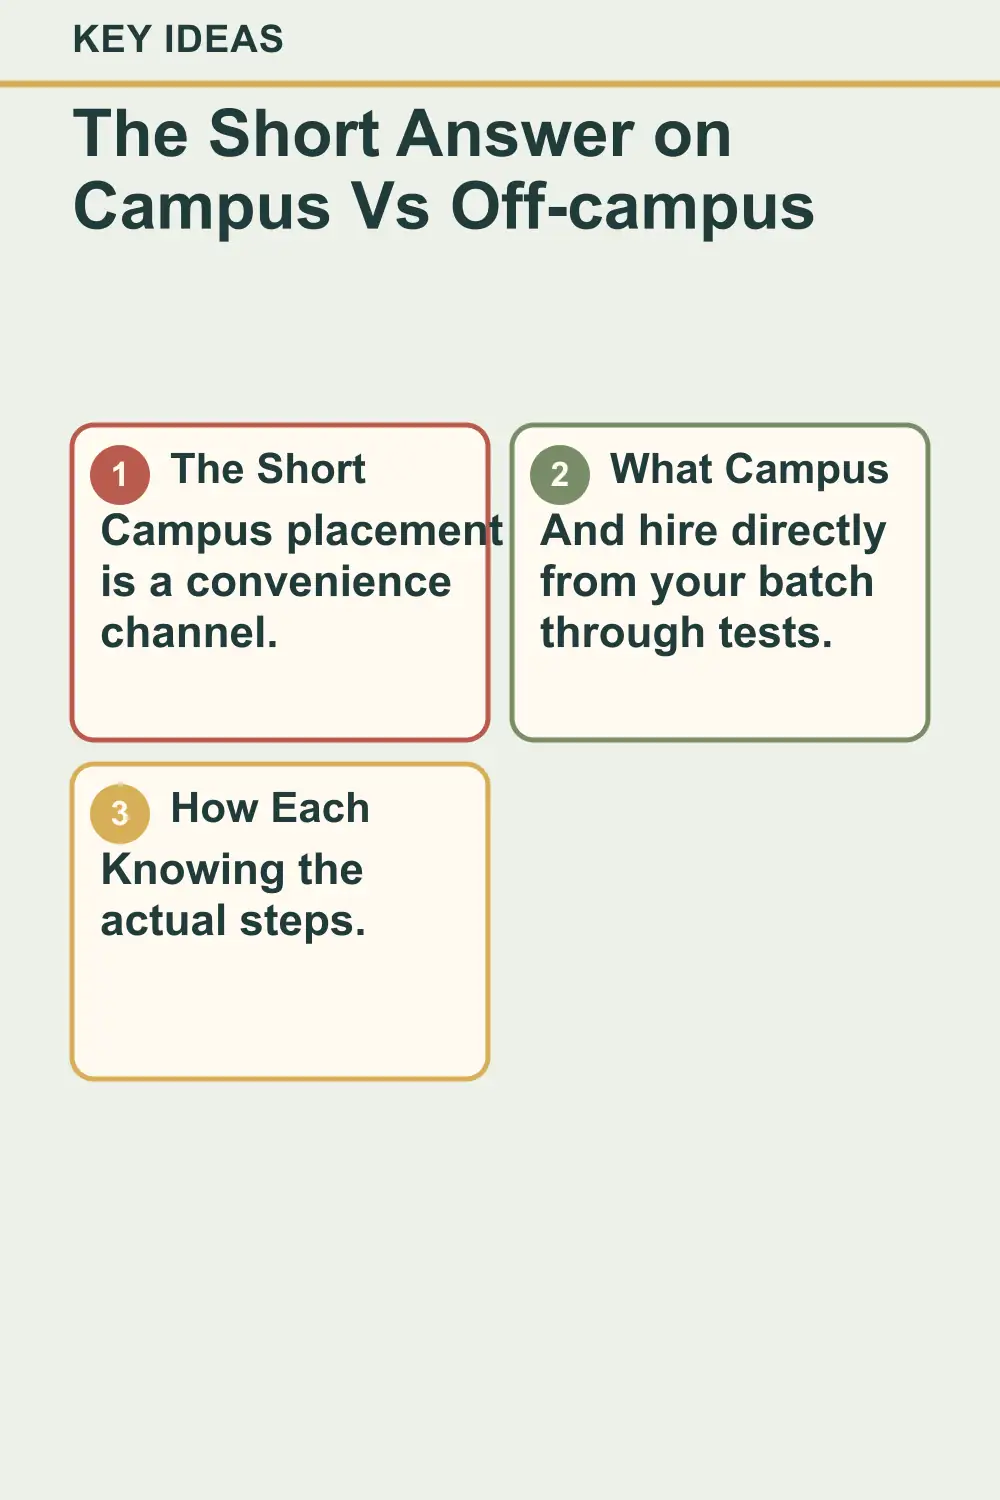 KEY IDEAS
The Short Answer on
Campus Vs Off-campus
1 The Short
Campus placement
is a convenience
channel.
2 What Campus
And hire directly
from your batch
through tests.
3 How Each
Knowing the
actual steps.